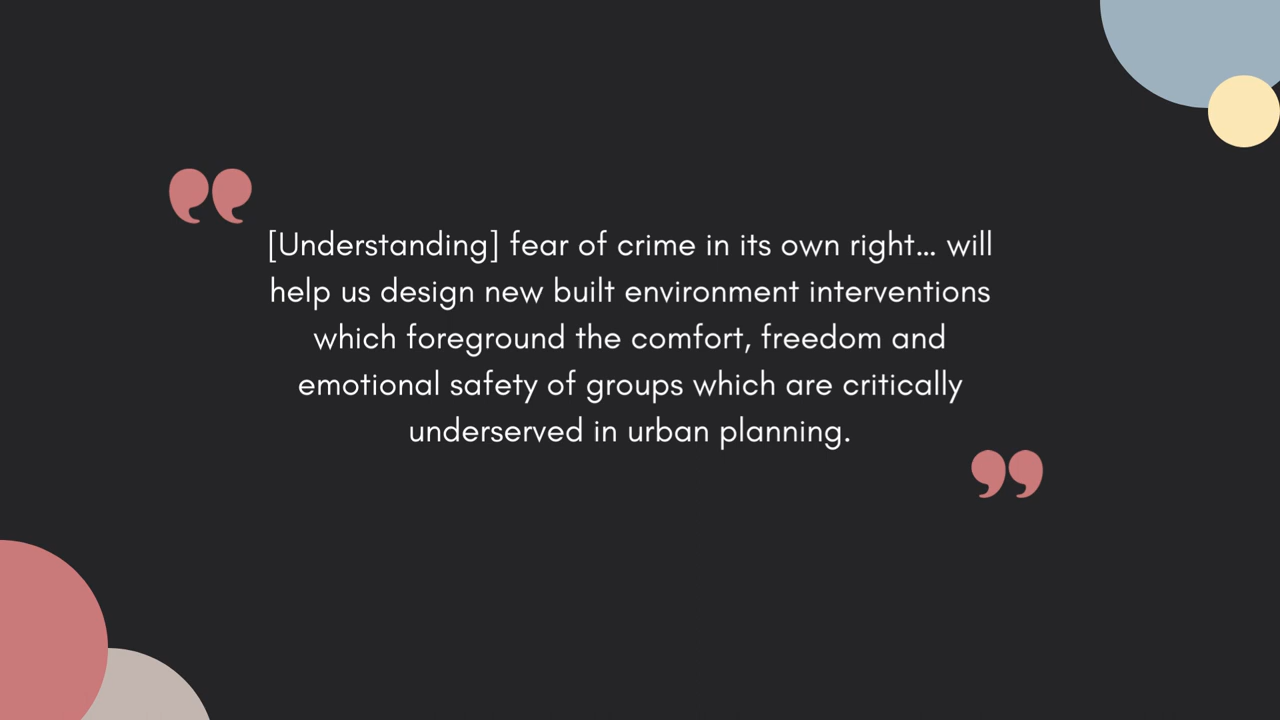 [Understanding] fear of crime in its own right... will
help us design new built environment interventions
which foreground the comfort, freedom and
emotional safety of groups which are critically
underserved in urban planning.